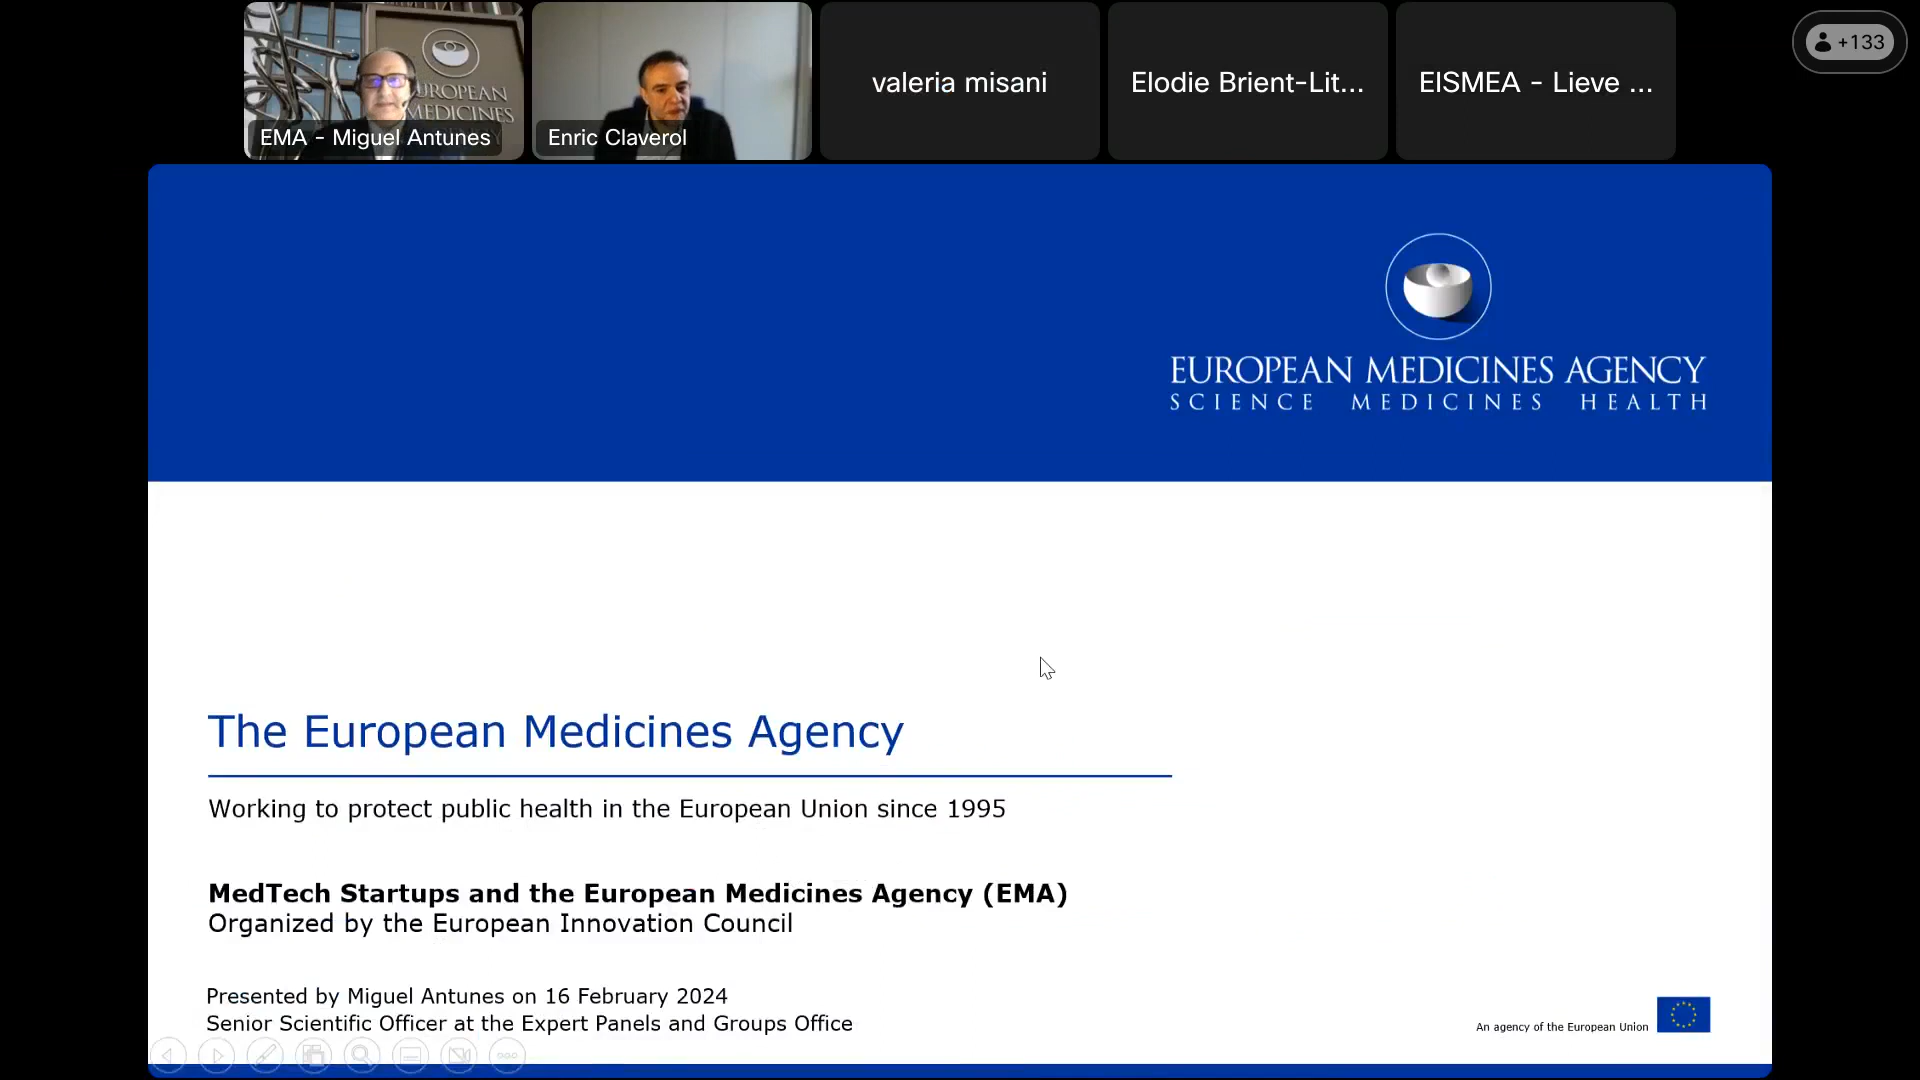 EUROPEAN
MEDICINES
EMA - Miguel Antunes
Enric Claverol
valeria misani
Elodie Brient-Lit...
EISMEA - Lieve ...
+133
EUROPEAN MEDICINES AGENCY
SCIENCE MEDICINES HEALTH
The European Medicines Agency
Working to protect public health in the European Union since 1995
MedTech Startups and the European Medicines Agency (EMA)
Organized by the European Innovation Council
Presented by Miguel Antunes on 16 February 2024
Senior Scientific Officer at the Expert Panels and Groups Office
An agency of the European Union